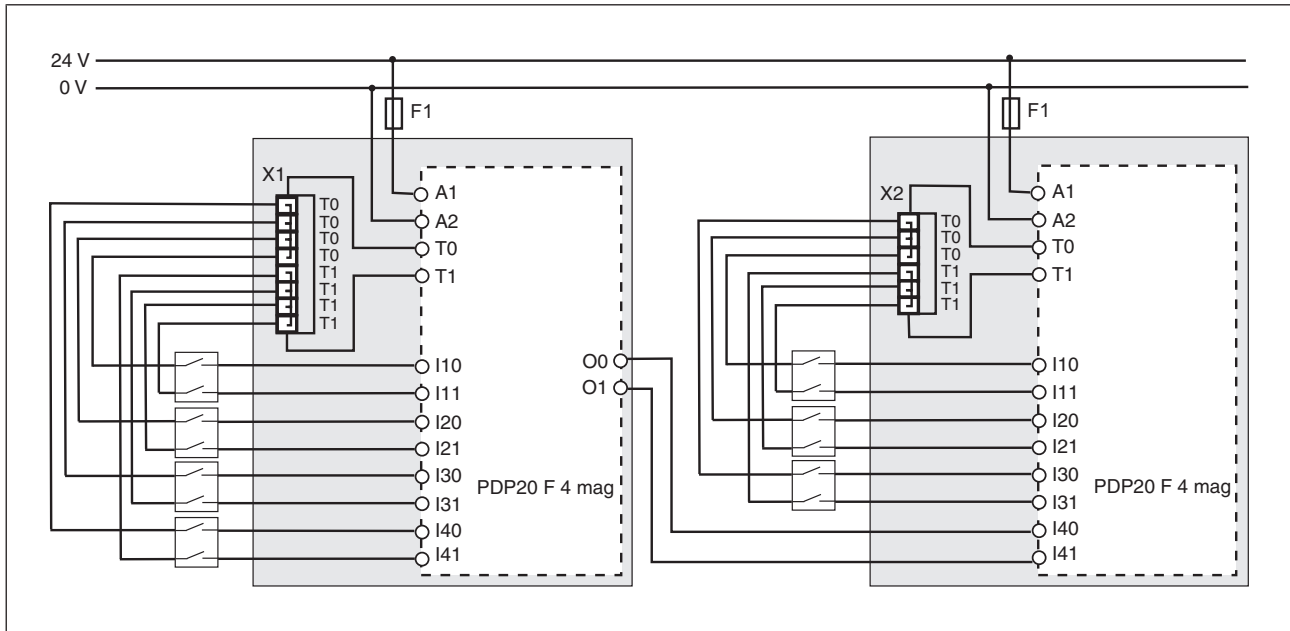 24 V
0 V
F1
F1
X1
T0
T0
T0
T0
T1
T1
T1
T1
A1
A2
T0
T1
I10
I11
I20
I21
I30
I31
I40
I41
O0
O1
PDP20 F 4 mag
X2
T0
T0
T0
T1
T1
T1
A1
A2
T0
T1
I10
I11
I20
I21
I30
I31
I40
I41
PDP20 F 4 mag